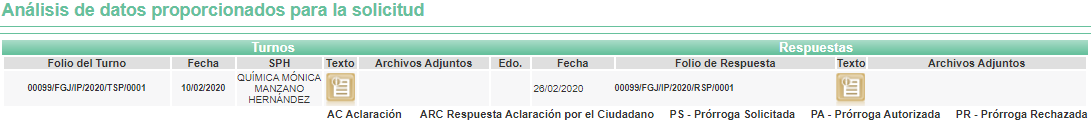 Análisis de datos proporcionados para la solicitud
Turnos Respuestas
Folio del Turno Fecha SPH Texto Archivos Adjuntos Edo. Fecha Folio de Respuesta Texto Archivos Adjuntos
00099/FGJ/IP/2020/TSP/0001 10/02/2020 QUÍMICA MÓNICA MANZANO HERNÁNDEZ 26/02/2020 00099/FGJ/IP/2020/RSP/0001
AC Aclaración ARC Respuesta Aclaración por el Ciudadano PS - Prórroga Solicitada PA - Prórroga Autorizada PR - Prórroga Rechazada